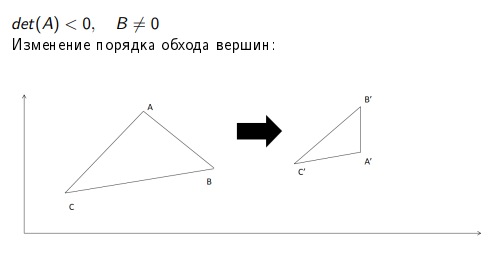 det(A) < 0, B ≠ 0
Изменение порядка обхода вершин:
A
B
C
B'
A'
C'